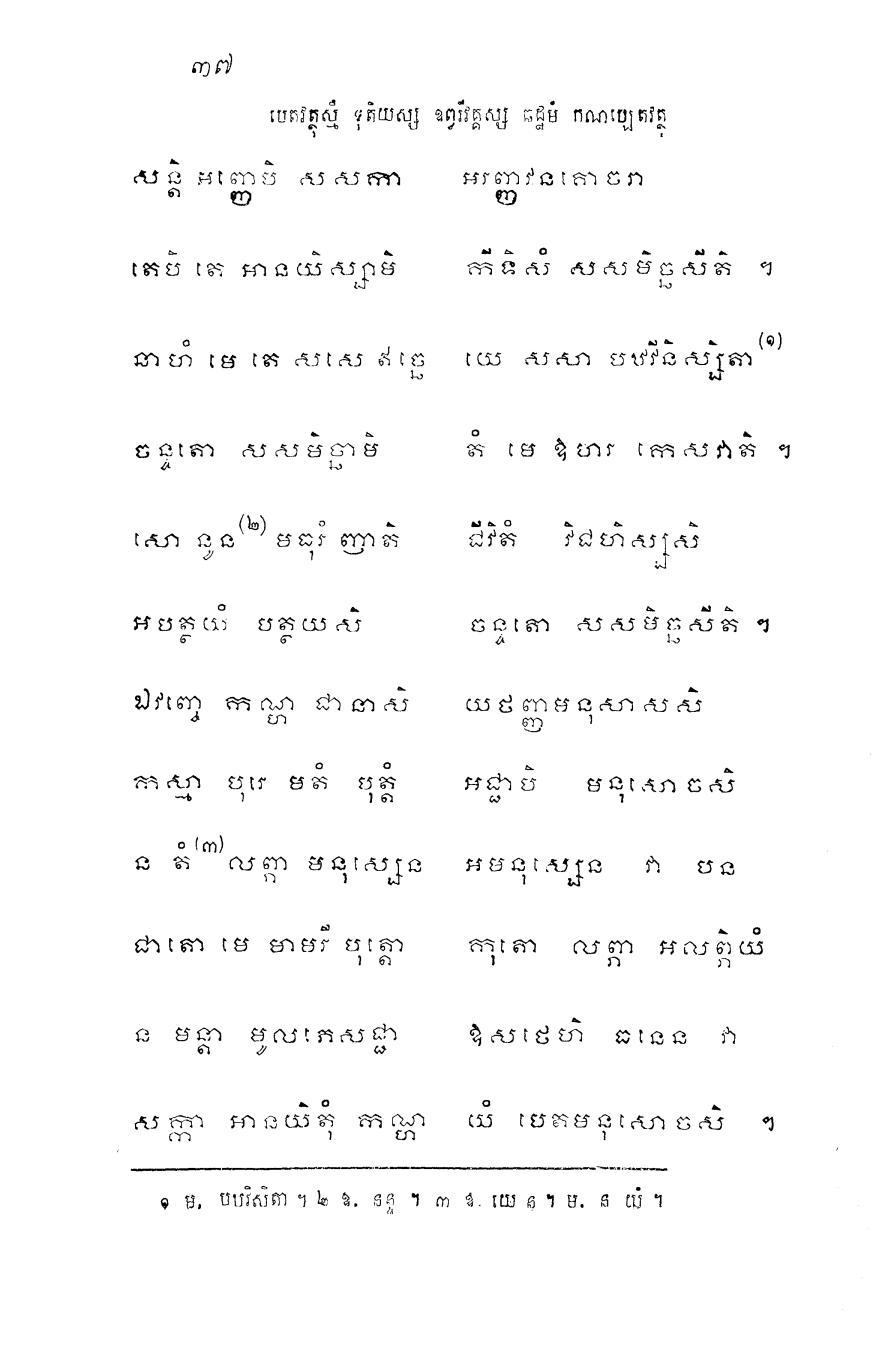 ៣៧
បេតវត្ថុស្មឹ ទុតិយស្ស ឧព្វរីវគ្គស្ស ឆដ្ឋមំ កណប្បេតវត្ថុ
សន្តិ អញ្ញេបិ សសកា អរញ្ញវនគោចរា
តេបិ តេ អានយិស្សាមិ កីទិសំ សសមិច្ឆសីតិ ។
នាហំ មេ តេ សសេ ឥច្ឆេ យេ សសា បឋវីនិស្សិតា (១)
ចន្ទតោ សសមិច្ឆាមិ តំ មេ ឱហរ កេសវាតិ ។
សោ នូន (២) មធុរំ ញាតិ ជីវិតំ វិជហិស្សសិ
អបត្ថយំ បត្ថយសិ ចន្ទតោ សសមិច្ឆសីតិ ។
ឯវញ្ចេ កណ្ហ ជានាសិ យថញ្ញមនុសាសសិ
កស្មា បុរេ មតំ បុត្តំ អជ្ជាបិ មនុសោចសិ
ន តំ (៣) លព្ភា មនុស្សេន អមនុស្សេន វា បន
ជាតោ មេ មាមរី បុត្តោ កុតោ លព្ភា អលព្ភិយំ
ន មន្តា មូលភេសជ្ជា ឱសថេហិ ធនេន វា
សក្កា អានយិតុំ កណ្ហ យំ បេតមនុសោចសិ ។
១ ម. បឋវិសិតា ។ ២ ឱ. នន្ទ ។ ៣ ឱ. យេ ន ។ ម. ន យំ ។